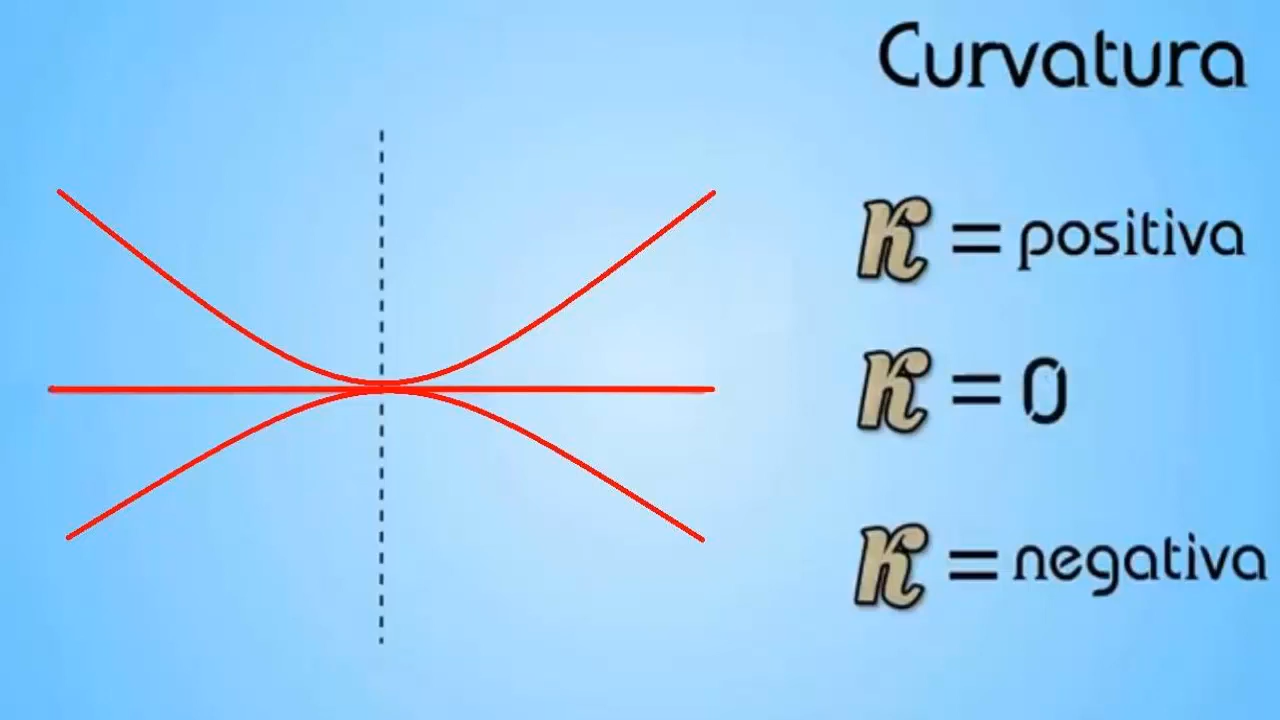 Curvatura
K = positiva
K = 0
K = negativa